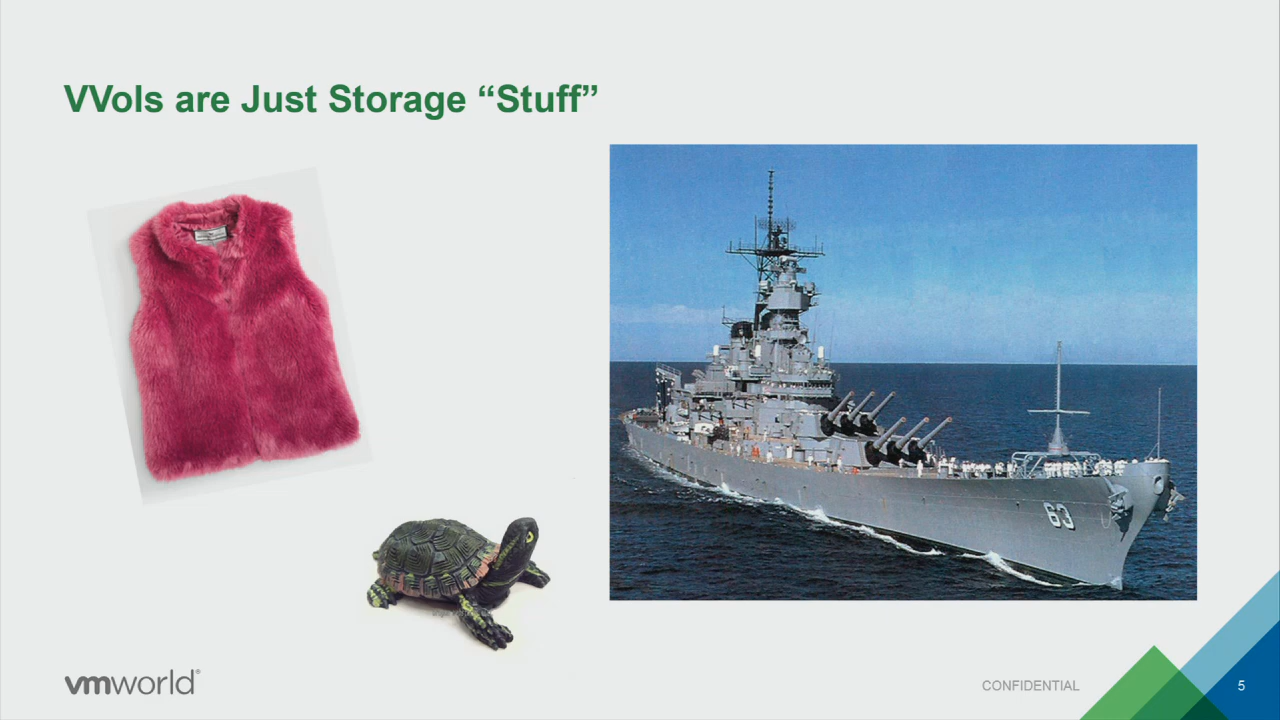 VVols are Just Storage “Stuff”
63
vmworld®
CONFIDENTIAL
5